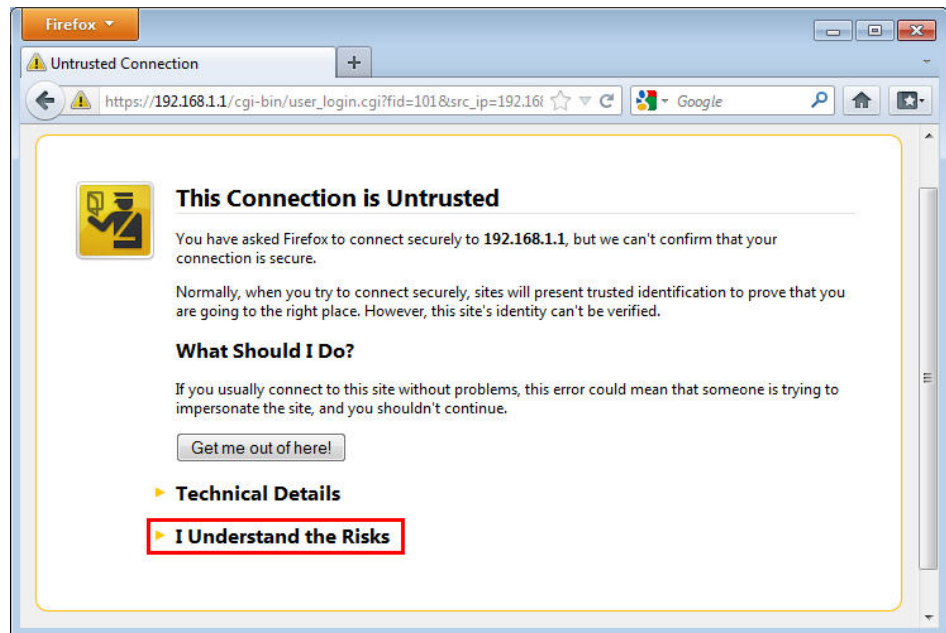 Firefox
Untrusted Connection
https://192.168.1.1/cgi-bin/user_login.cgi?fid=101&src_ip=192.16
Google
This Connection is Untrusted
You have asked Firefox to connect securely to 192.168.1.1, but we can't confirm that your
connection is secure.
Normally, when you try to connect securely, sites will present trusted identification to prove that you
are going to the right place. However, this site's identity can't be verified.
What Should I Do?
If you usually connect to this site without problems, this error could mean that someone is trying to
impersonate the site, and you shouldn't continue.
Get me out of here!
Technical Details
I Understand the Risks